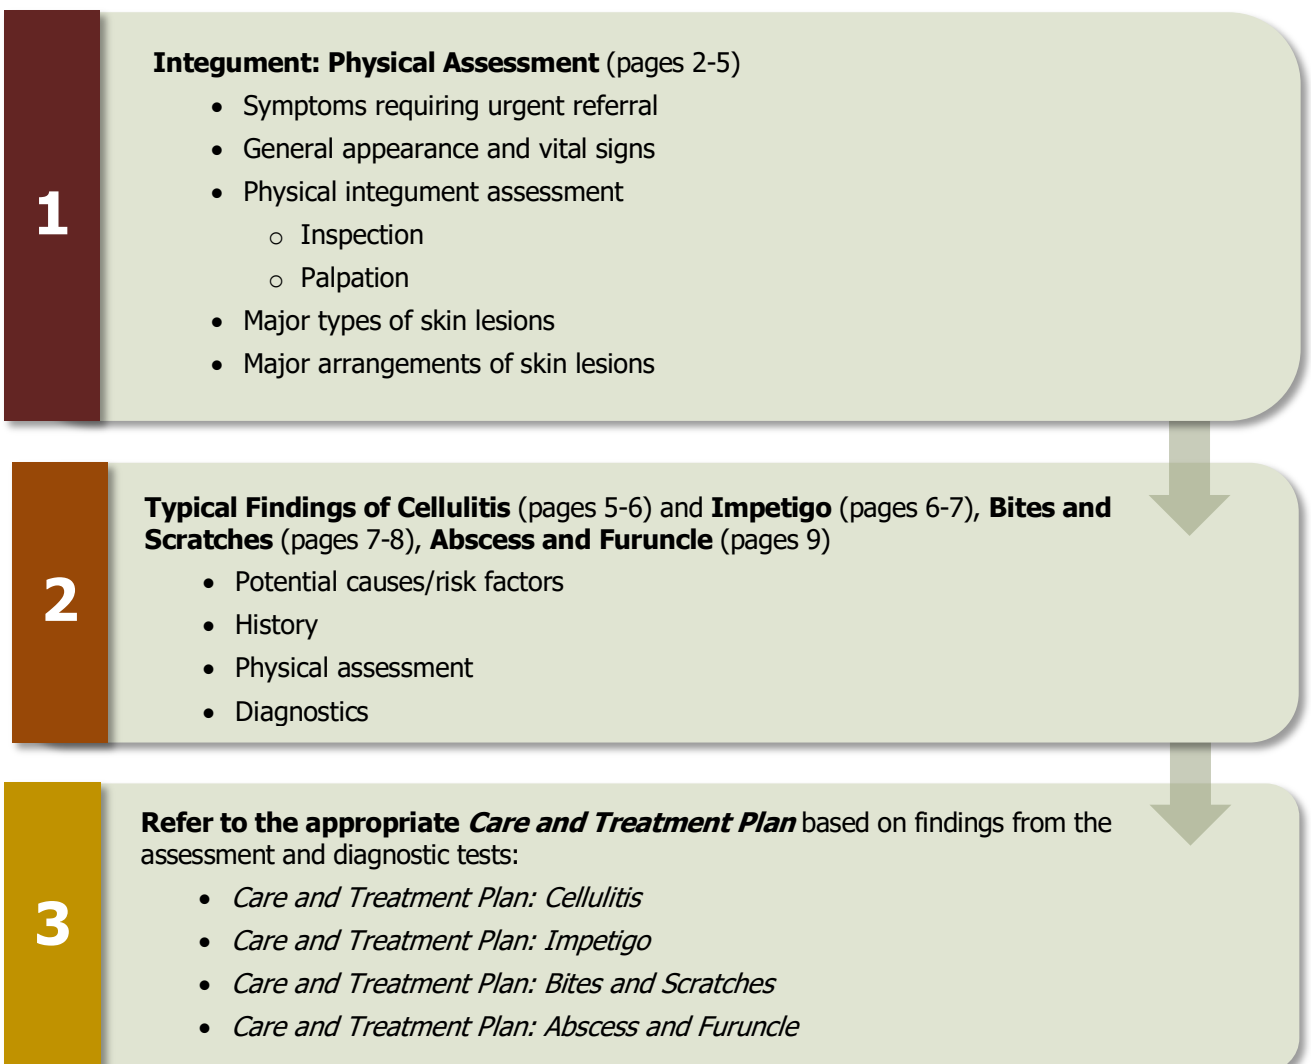 1
Integument: Physical Assessment (pages 2-5)
• Symptoms requiring urgent referral
• General appearance and vital signs
• Physical integument assessment
o Inspection
o Palpation
• Major types of skin lesions
• Major arrangements of skin lesions
2
Typical Findings of Cellulitis (pages 5-6) and Impetigo (pages 6-7), Bites and
Scratches (pages 7-8), Abscess and Furuncle (pages 9)
• Potential causes/risk factors
• History
• Physical assessment
• Diagnostics
3
Refer to the appropriate Care and Treatment Plan based on findings from the
assessment and diagnostic tests:
• Care and Treatment Plan: Cellulitis
• Care and Treatment Plan: Impetigo
• Care and Treatment Plan: Bites and Scratches
• Care and Treatment Plan: Abscess and Furuncle